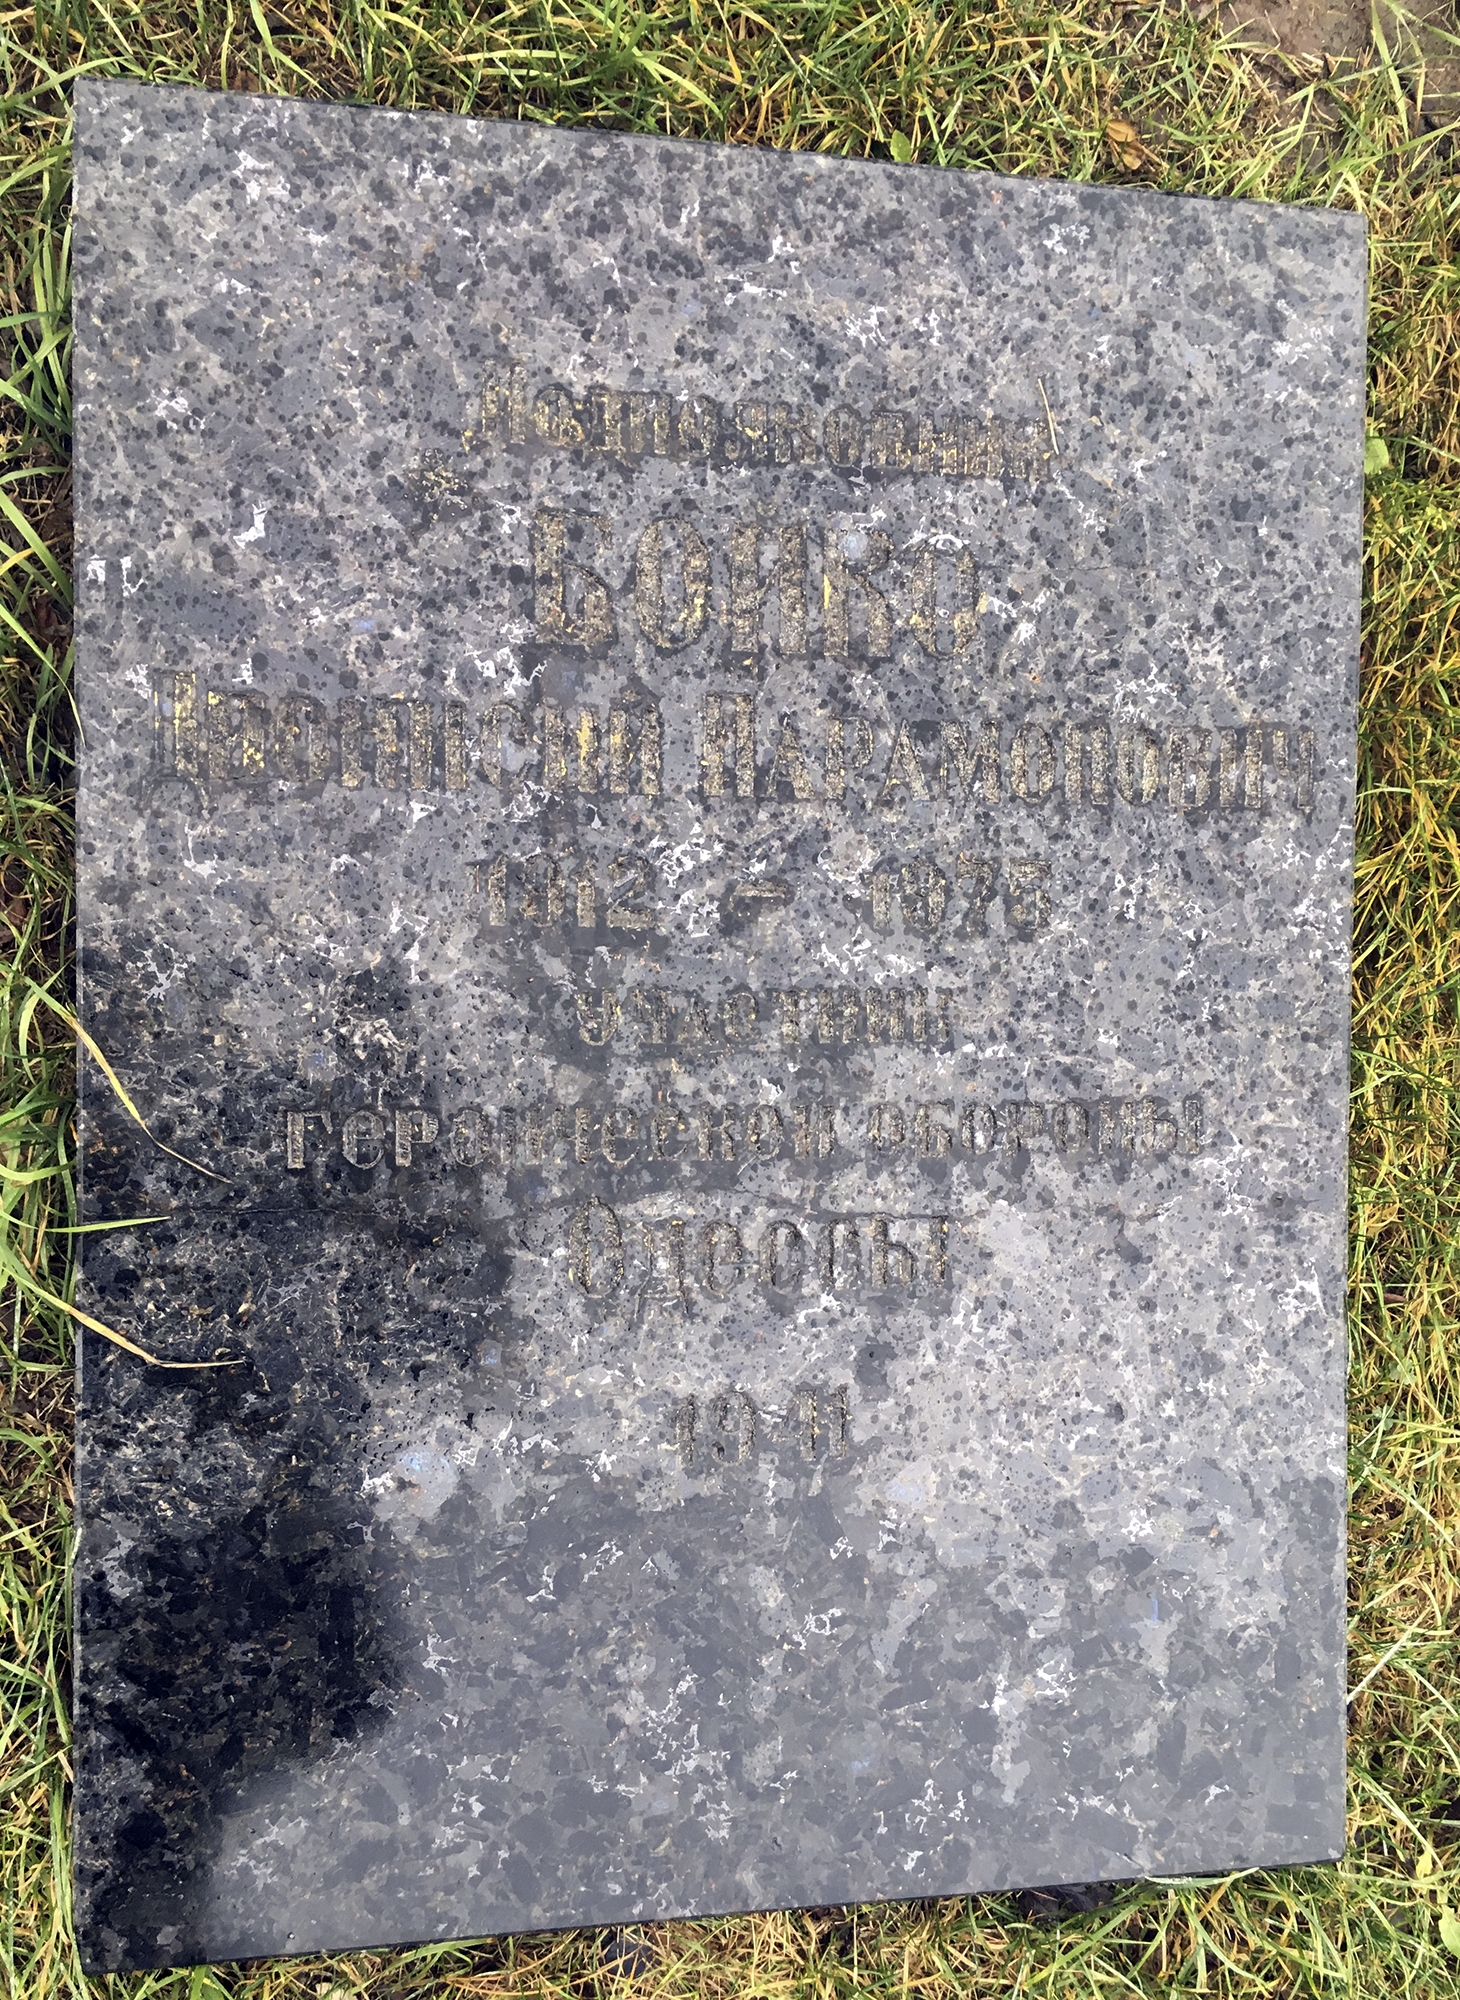 Подполковник
Бойко
Дионисий Парамонович
1912 - 1975
Участник
героической обороны
Одессы
1941